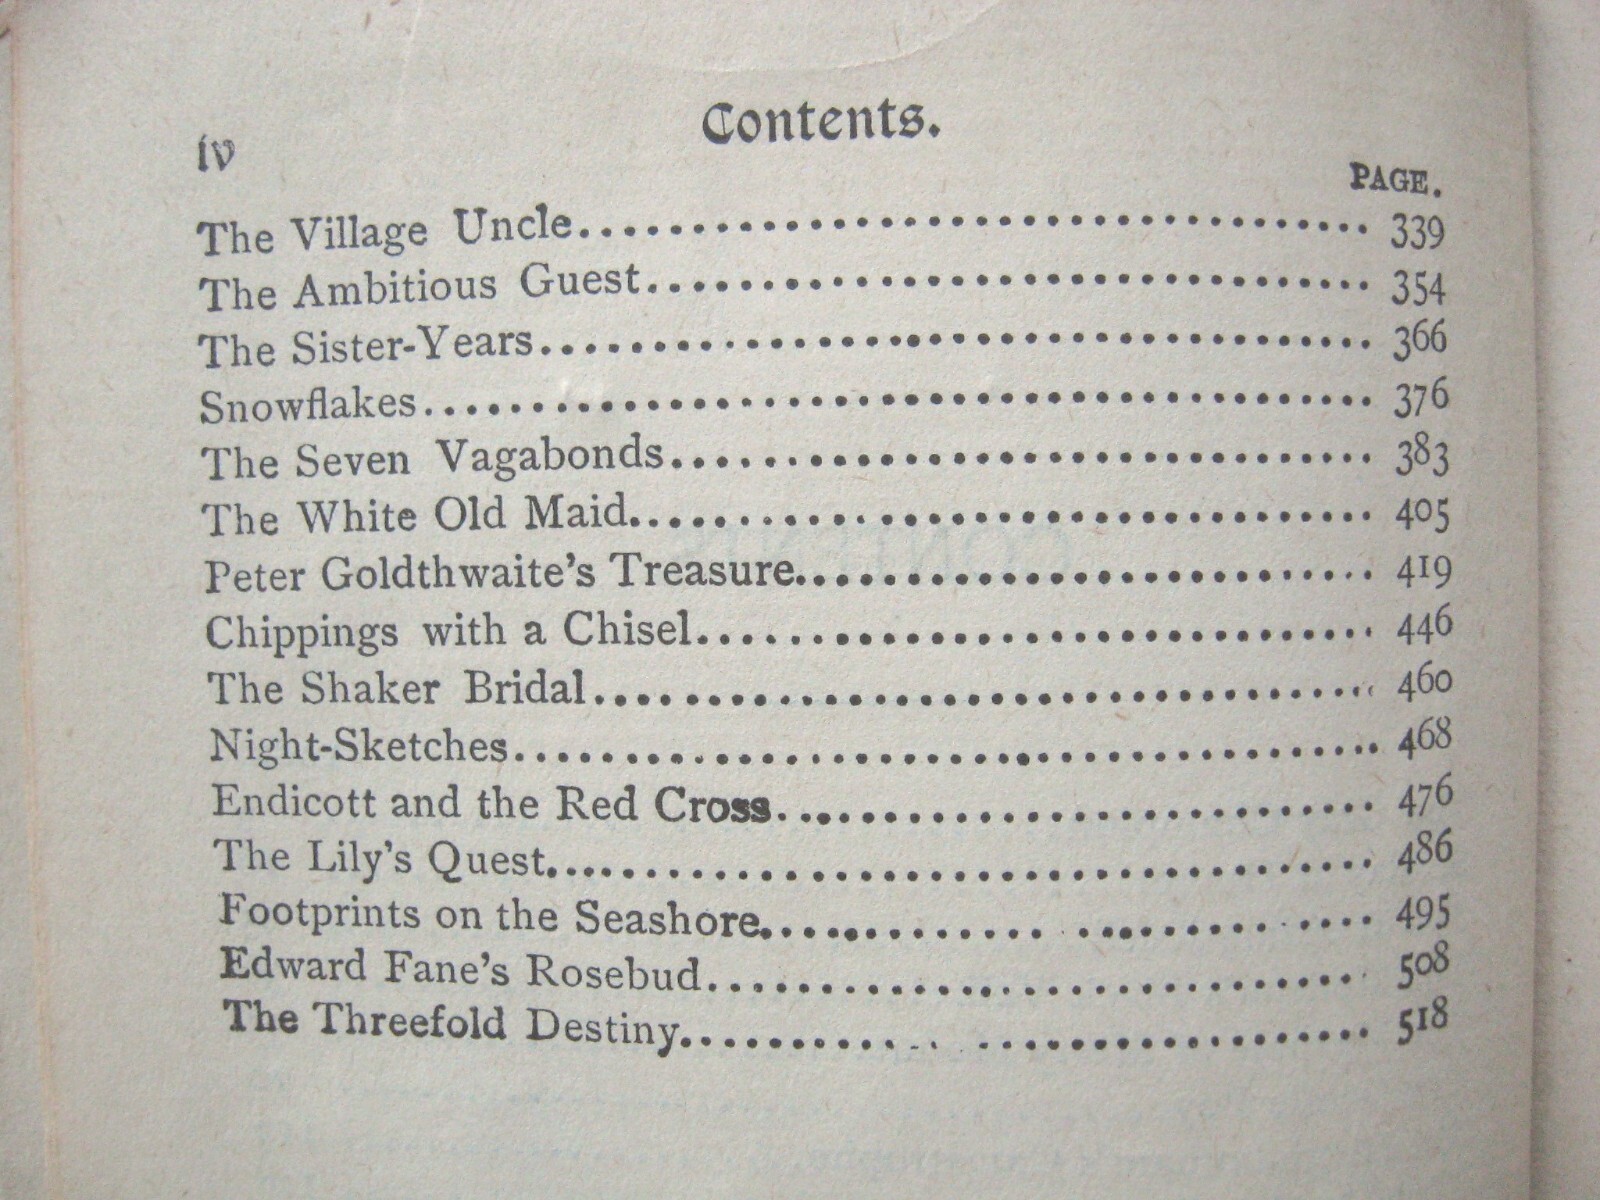 Contents.
iv
PAGE.
The Village Uncle........................................ 339
The Ambitious Guest..................................... 354
The Sister-Years........................................ 366
Snowflakes.............................................. 376
The Seven Vagabonds..................................... 383
The White Old Maid...................................... 405
Peter Goldthwaite's Treasure............................ 419
Chippings with a Chisel................................. 446
The Shaker Bridal....................................... 460
Night-Sketches.......................................... 468
Endicott and the Red Cross.............................. 476
The Lily's Quest........................................ 486
Footprints on the Seashore.............................. 495
Edward Fane's Rosebud................................... 508
The Threefold Destiny................................... 518